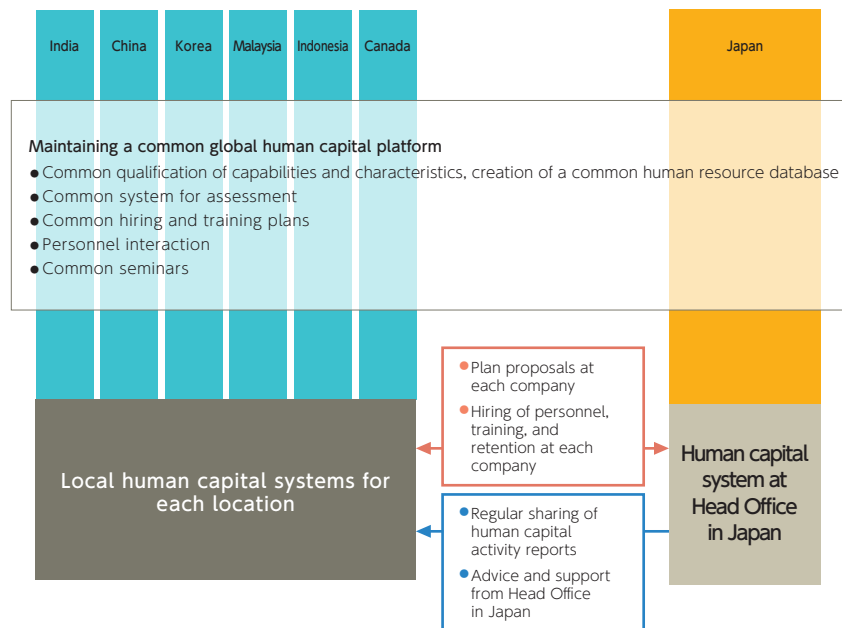 India
China
Korea
Malaysia
Indonesia
Canada
Japan
Maintaining a common global human capital platform
● Common qualification of capabilities and characteristics, creation of a common human resource database
● Common system for assessment
● Common hiring and training plans
● Personnel interaction
● Common seminars
● Plan proposals at
each company
● Hiring of personnel,
training, and
retention at each
company
Local human capital systems for
each location
Human capital
system at
Head Office
in Japan
● Regular sharing of
human capital
activity reports
● Advice and support
from Head Office
in Japan